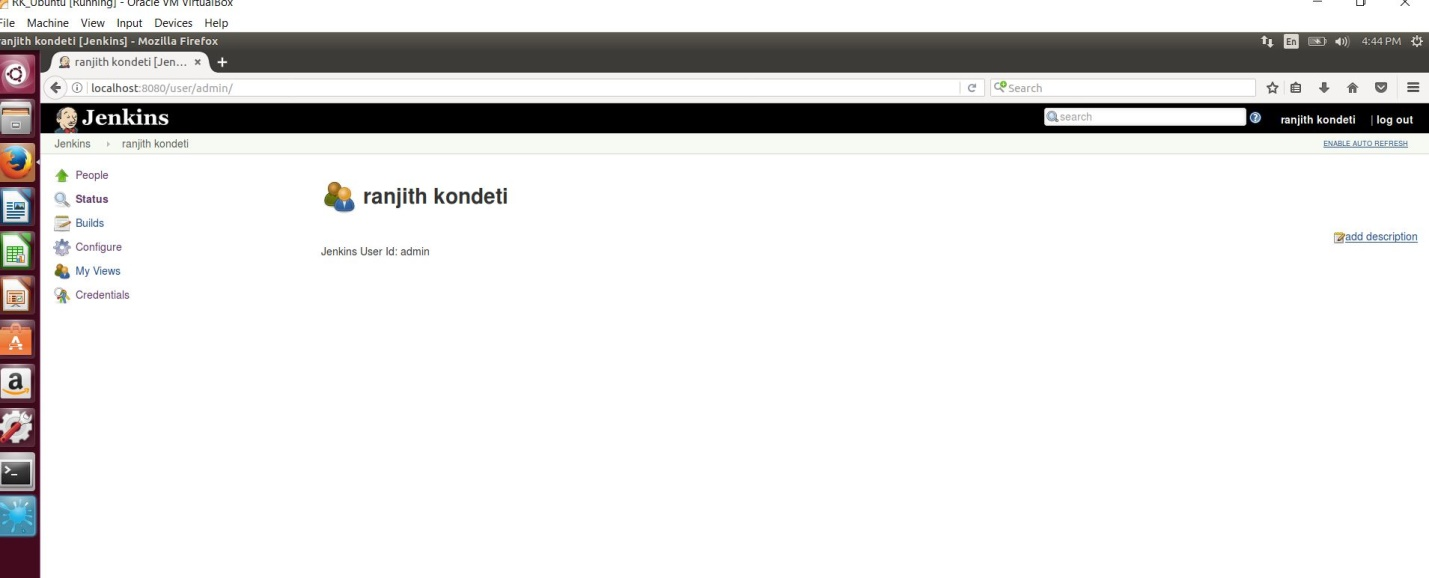 RK_Ubuntu [Running] - Oracle VM VirtualBox
File Machine View Input Devices Help
ranjith kondeti [Jenkins] - Mozilla Firefox En 4:44 PM
ranjith kondeti [Jen... × +
localhost:8080/user/admin/ Search
Jenkins search ranjith kondeti | log out
Jenkins ranjith kondeti ENABLE AUTO REFRESH
People
Status
Builds
Configure
My Views
Credentials
ranjith kondeti
add description
Jenkins User Id: admin